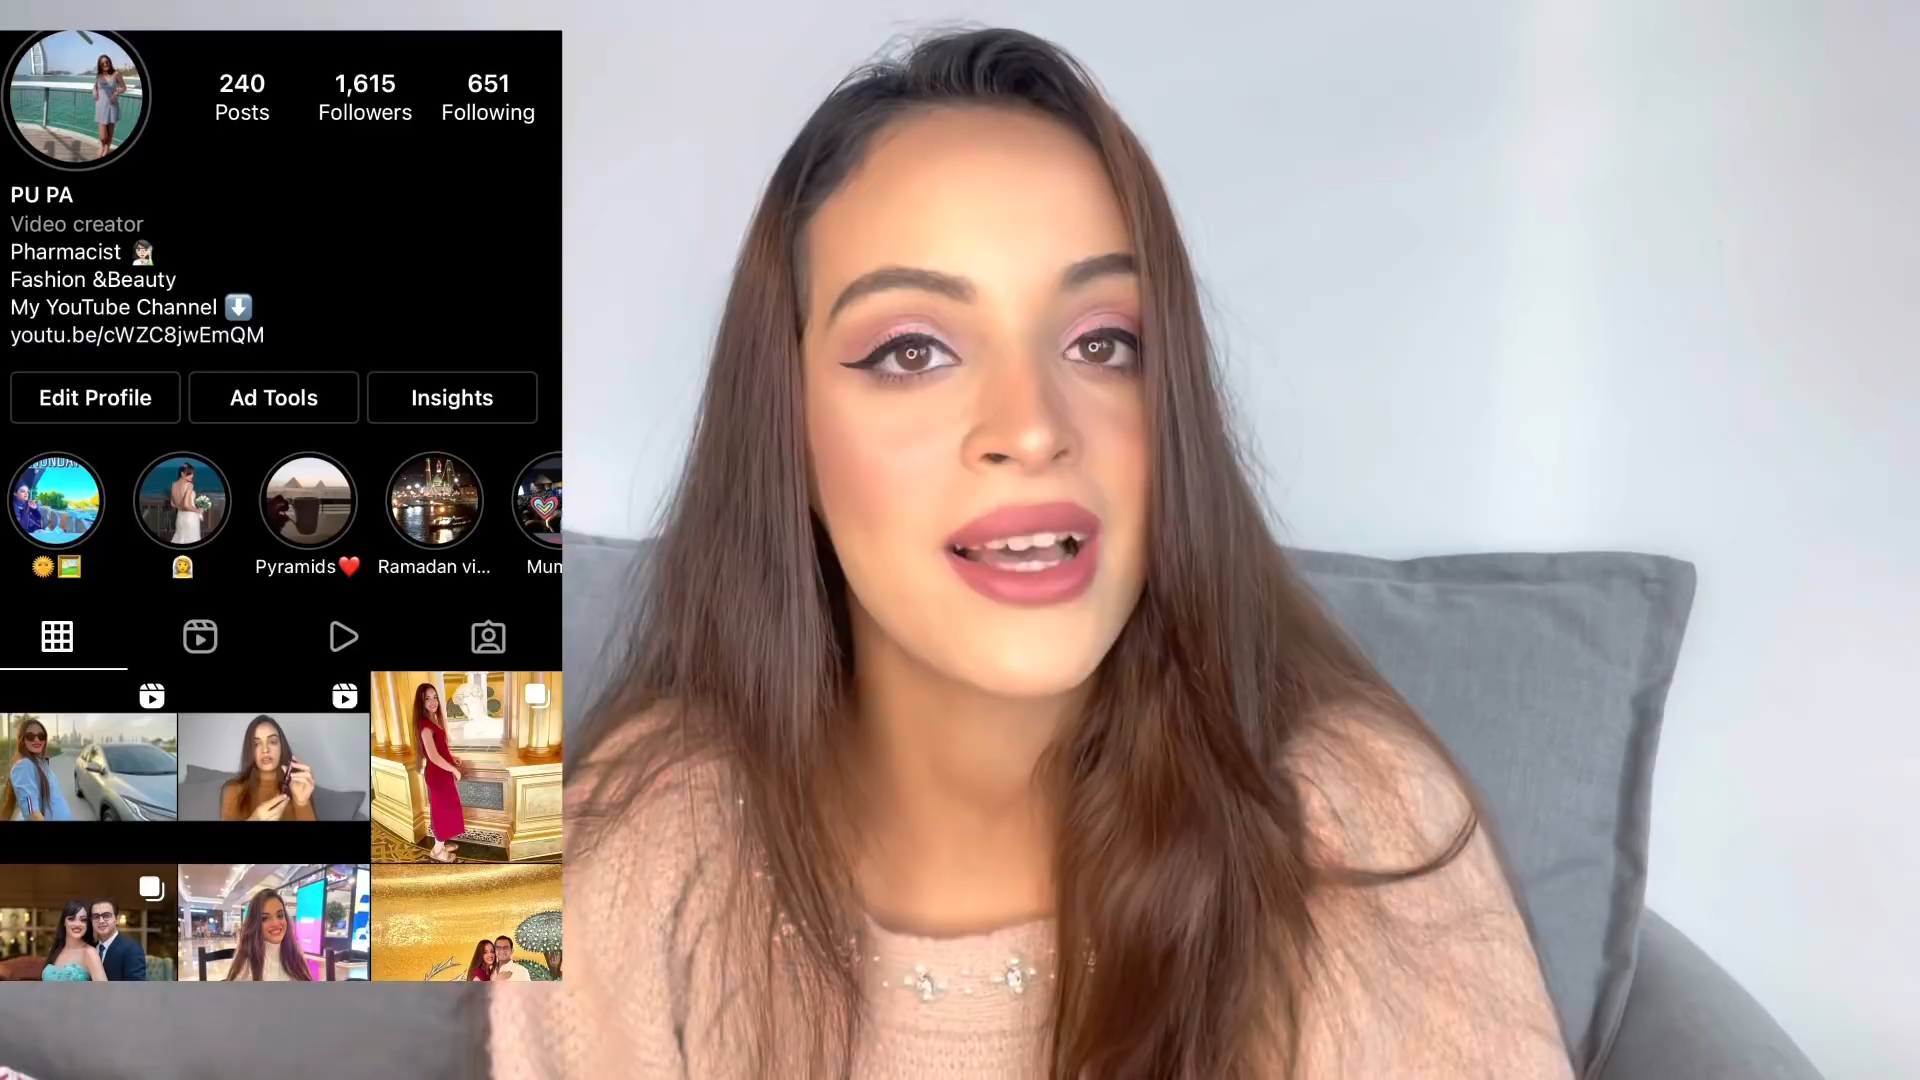 240 1,615 651
Posts Followers Following
PU PA
Video creator
Pharmacist 👩🏻‍🔬
Fashion &Beauty
My YouTube Channel ⬇️
youtu.be/cWZC8jwEmQM
Edit Profile Ad Tools Insights
Pyramids❤️ Ramadan vi... Mum